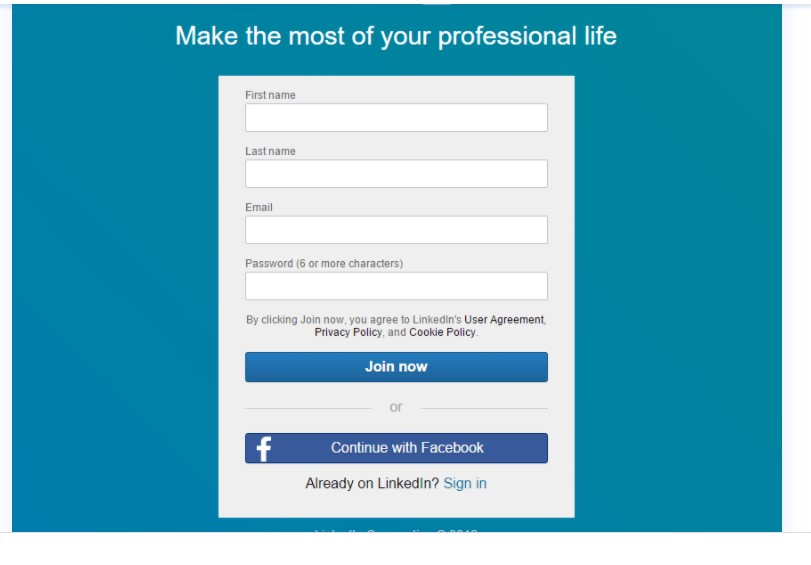 Make the most of your professional life
First name
Last name
Email
Password (6 or more characters)
By clicking Join now, you agree to LinkedIn's User Agreement,
Privacy Policy, and Cookie Policy.
Join now
or
f
Continue with Facebook
Already on LinkedIn? Sign in